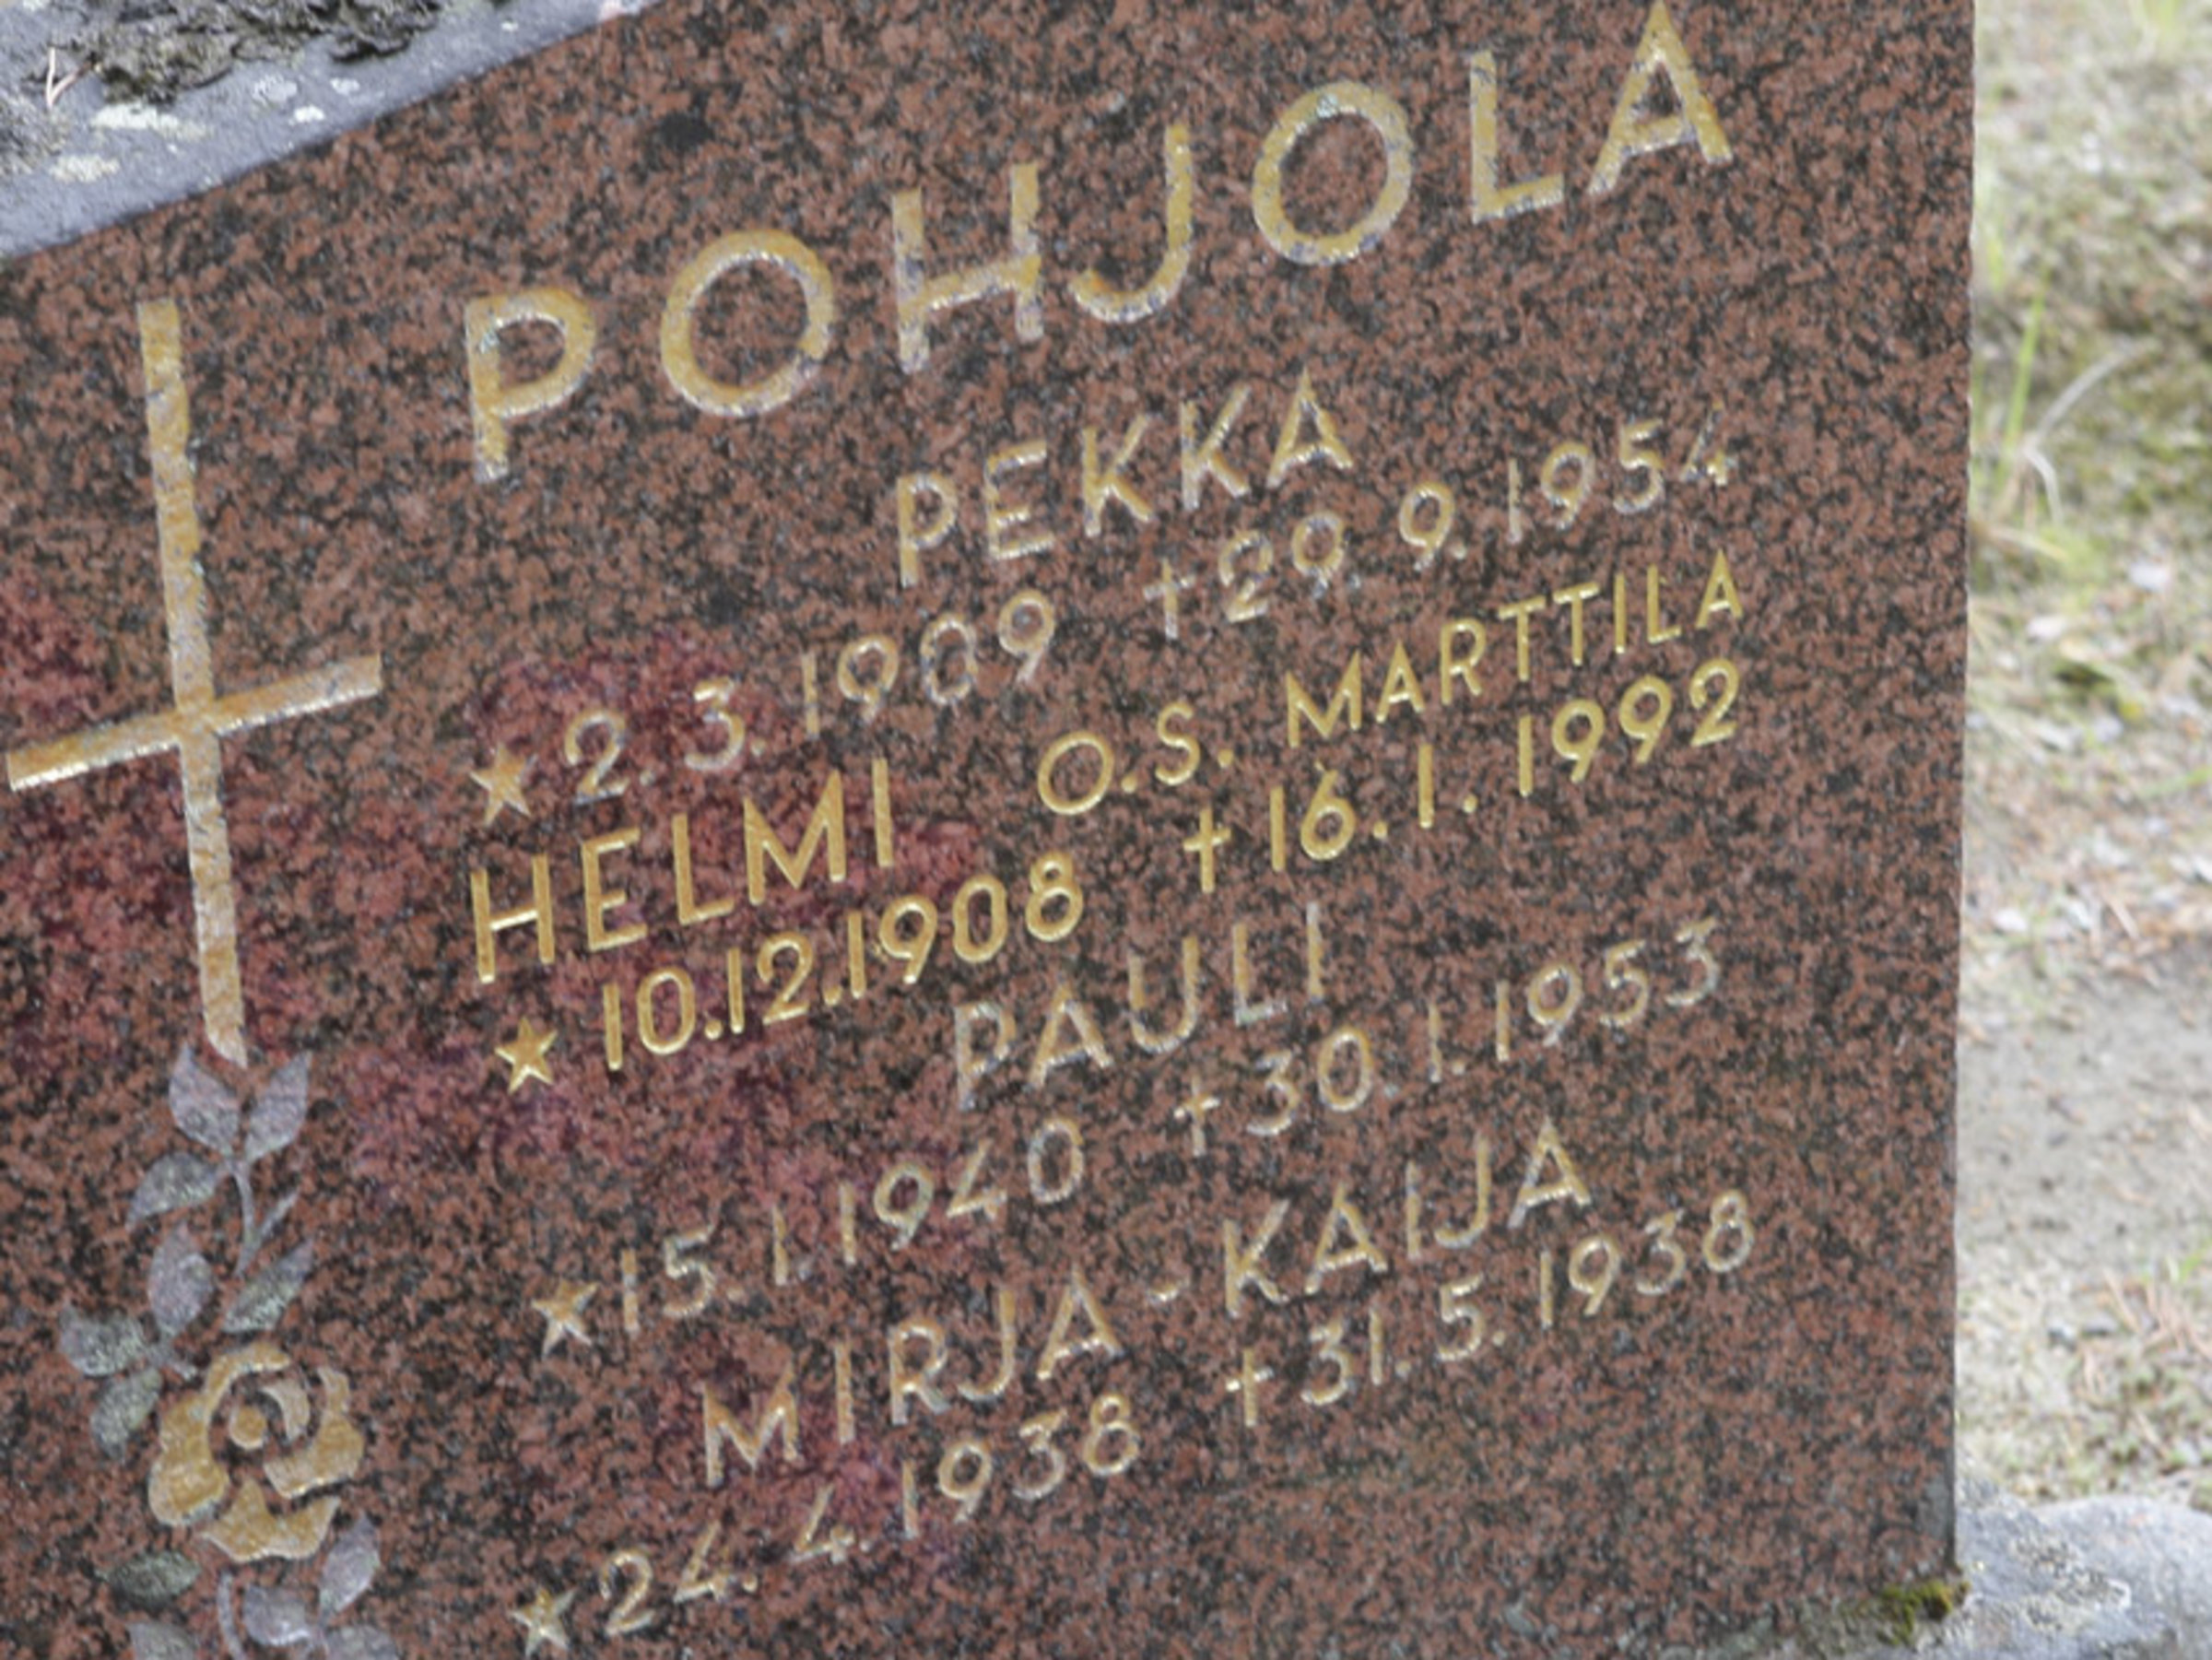 POHJOLA
PEKKA
★ 2. 3. 1909 † 29. 9. 1954
HELMI O.S. MARTTILA
★ 10.12.1908 † 16.1. 1992
PAULI
★ 15. 1. 1940 † 30. 1. 1953
MIRJA-KAIJA
★ 24. 4. 1938 † 31. 5. 1938